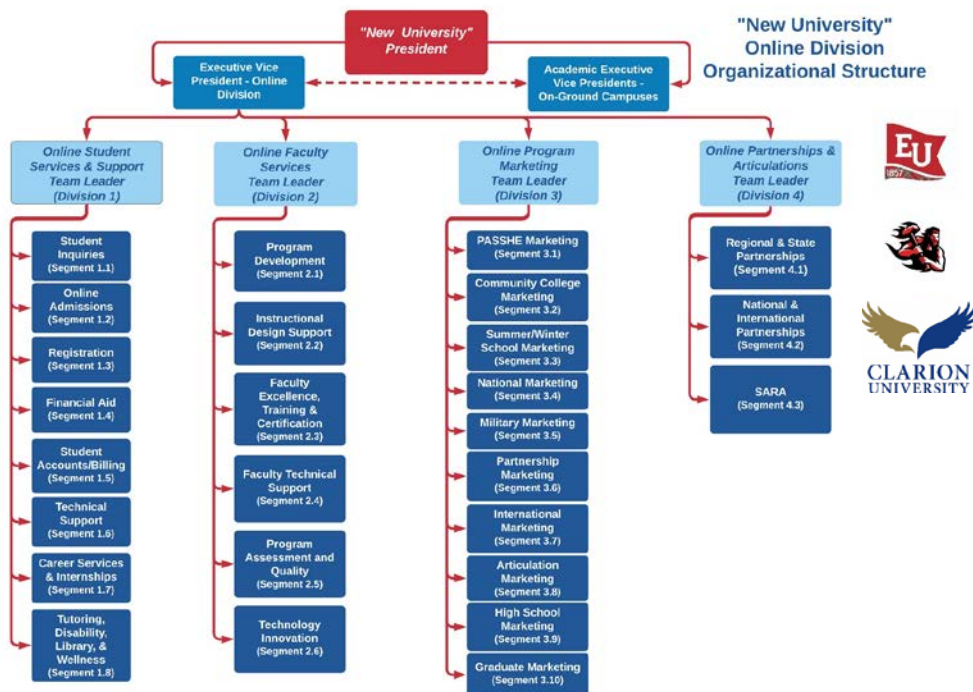 "New University"
President
"New University"
Online Division
Organizational Structure
Executive Vice
President - Online
Division
Academic Executive
Vice Presidents -
On-Ground Campuses
Online Student
Services & Support
Team Leader
(Division 1)
Online Faculty
Services
Team Leader
(Division 2)
Online Program
Marketing
Team Leader
(Division 3)
Online Partnerships &
Articulations
Team Leader
(Division 4)
Student
Inquiries
(Segment 1.1)
Online
Admissions
(Segment 1.2)
Registration
(Segment 1.3)
Financial Aid
(Segment 1.4)
Student
Accounts/Billing
(Segment 1.5)
Technical
Support
(Segment 1.6)
Career Services
& Internships
(Segment 1.7)
Tutoring,
Disability,
Library, &
Wellness
(Segment 1.8)
Program
Development
(Segment 2.1)
Instructional
Design Support
(Segment 2.2)
Faculty
Excellence,
Training &
Certification
(Segment 2.3)
Faculty Technical
Support
(Segment 2.4)
Program
Assessment and
Quality
(Segment 2.5)
Technology
Innovation
(Segment 2.6)
PASSHE Marketing
(Segment 3.1)
Community College
Marketing
(Segment 3.2)
Summer/Winter
School Marketing
(Segment 3.3)
National Marketing
(Segment 3.4)
Military Marketing
(Segment 3.5)
Partnership
Marketing
(Segment 3.6)
International
Marketing
(Segment 3.7)
Articulation
Marketing
(Segment 3.8)
High School
Marketing
(Segment 3.9)
Graduate Marketing
(Segment 3.10)
Regional & State
Partnerships
(Segment 4.1)
National &
International
Partnerships
(Segment 4.2)
SARA
(Segment 4.3)
EU
1857
CLARION
UNIVERSITY